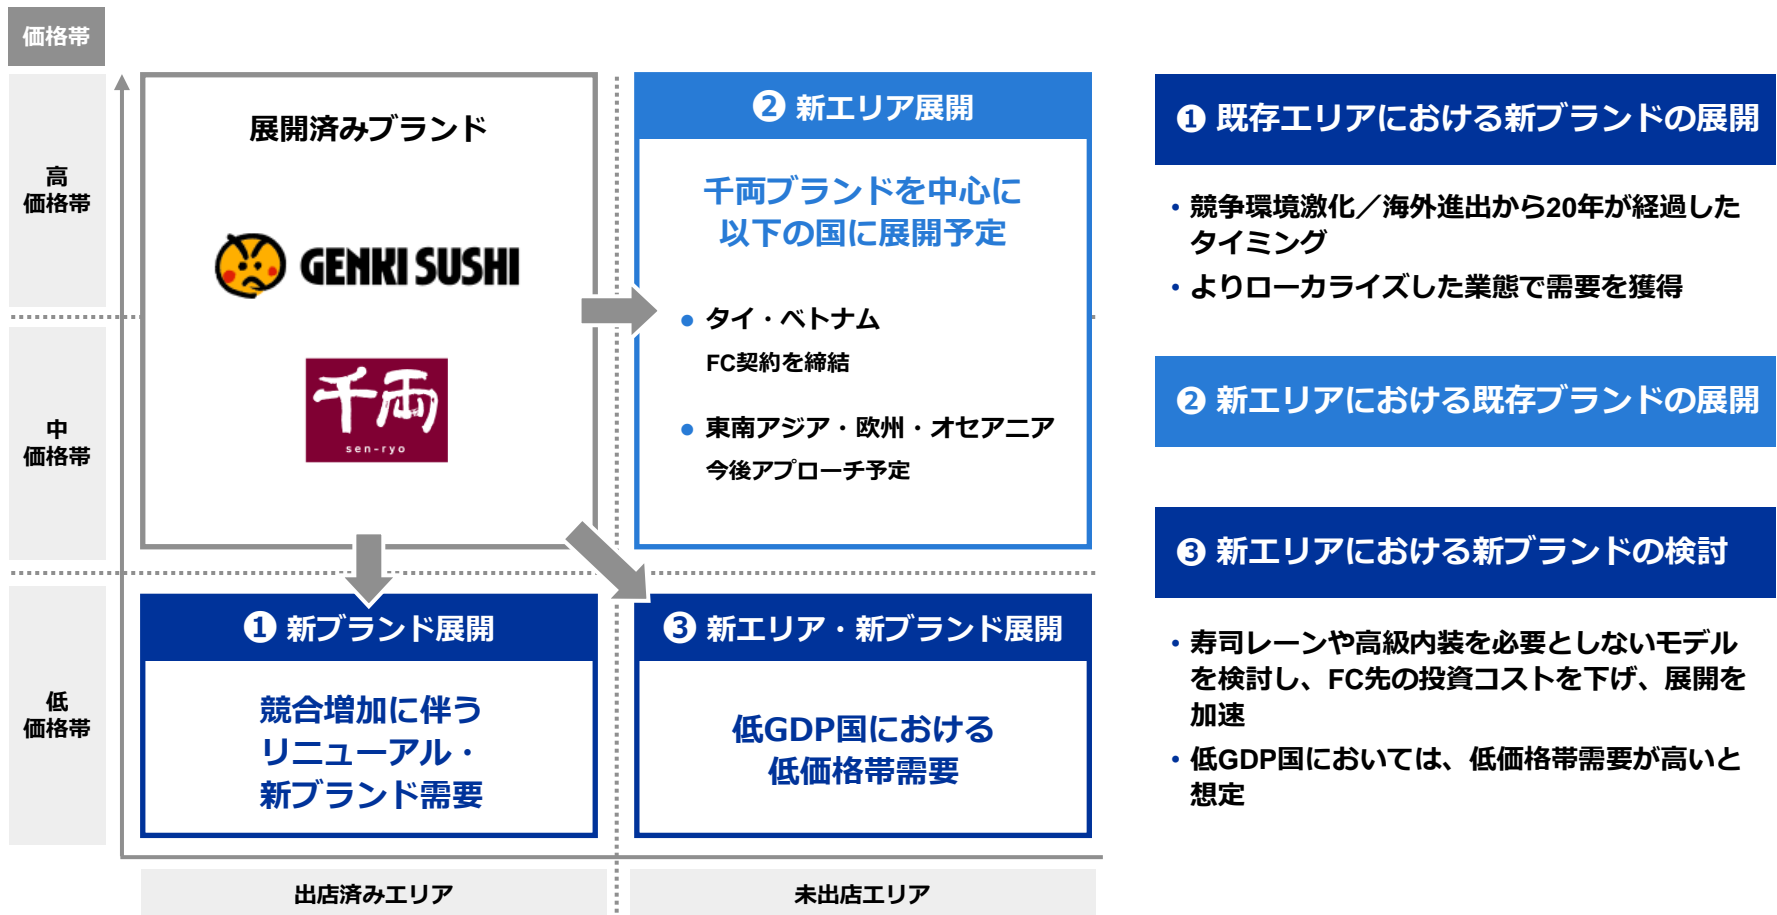 価格帯
高
価格帯
中
価格帯
低
価格帯
展開済みブランド
GENKI SUSHI
千両
sen-ryo
❷ 新エリア展開
千両ブランドを中心に
以下の国に展開予定
● タイ・ベトナム
FC契約を締結
● 東南アジア・欧州・オセアニア
今後アプローチ予定
❶ 新ブランド展開
競合増加に伴う
リニューアル・
新ブランド需要
❸ 新エリア・新ブランド展開
低GDP国における
低価格帯需要
出店済みエリア
未出店エリア
❶ 既存エリアにおける新ブランドの展開
・競争環境激化／海外進出から20年が経過した
タイミング
・よりローカライズした業態で需要を獲得
❷ 新エリアにおける既存ブランドの展開
❸ 新エリアにおける新ブランドの検討
・寿司レーンや高級内装を必要としないモデル
を検討し、FC先の投資コストを下げ、展開を
加速
・低GDP国においては、低価格帯需要が高いと
想定